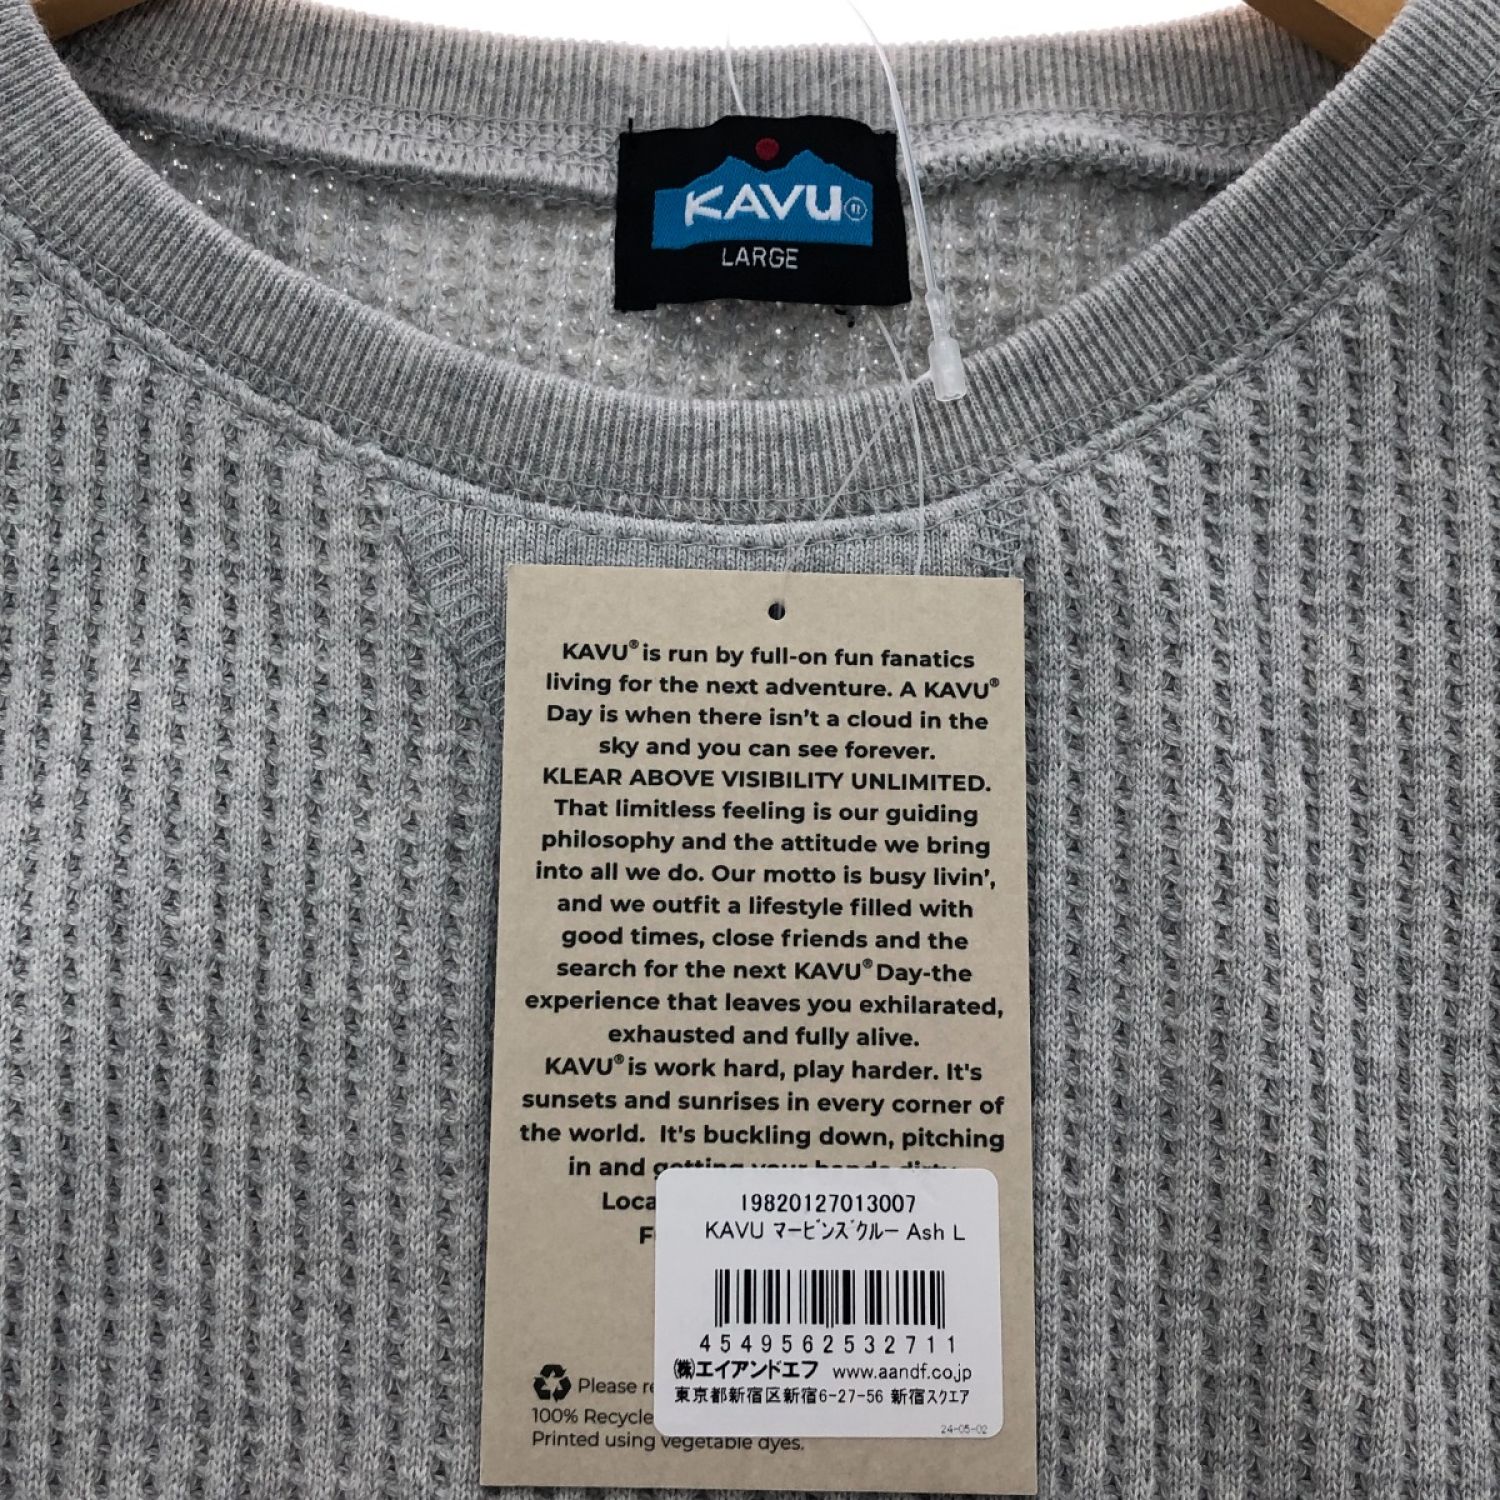 KAVU®
LARGE
KAVU® is run by full-on fun fanatics
living for the next adventure. A KAVU®
Day is when there isn't a cloud in the
sky and you can see forever.
KLEAR ABOVE VISIBILITY UNLIMITED.
That limitless feeling is our guiding
philosophy and the attitude we bring
into all we do. Our motto is busy livin',
and we outfit a lifestyle filled with
good times, close friends and the
search for the next KAVU® Day-the
experience that leaves you exhilarated,
exhausted and fully alive.
KAVU® is work hard, play harder. It's
sunsets and sunrises in every corner of
the world. It's buckling down, pitching
in and getting your hands dirty
Loca
F
19820127013007
KAVU マービンズクルー Ash L
4549562532711
㈱エイアンドエフ www.aandf.co.jp
東京都新宿区新宿6-27-56 新宿スクエア
24-05-02
Please re
100% Recycle
Printed using vegetable dyes.